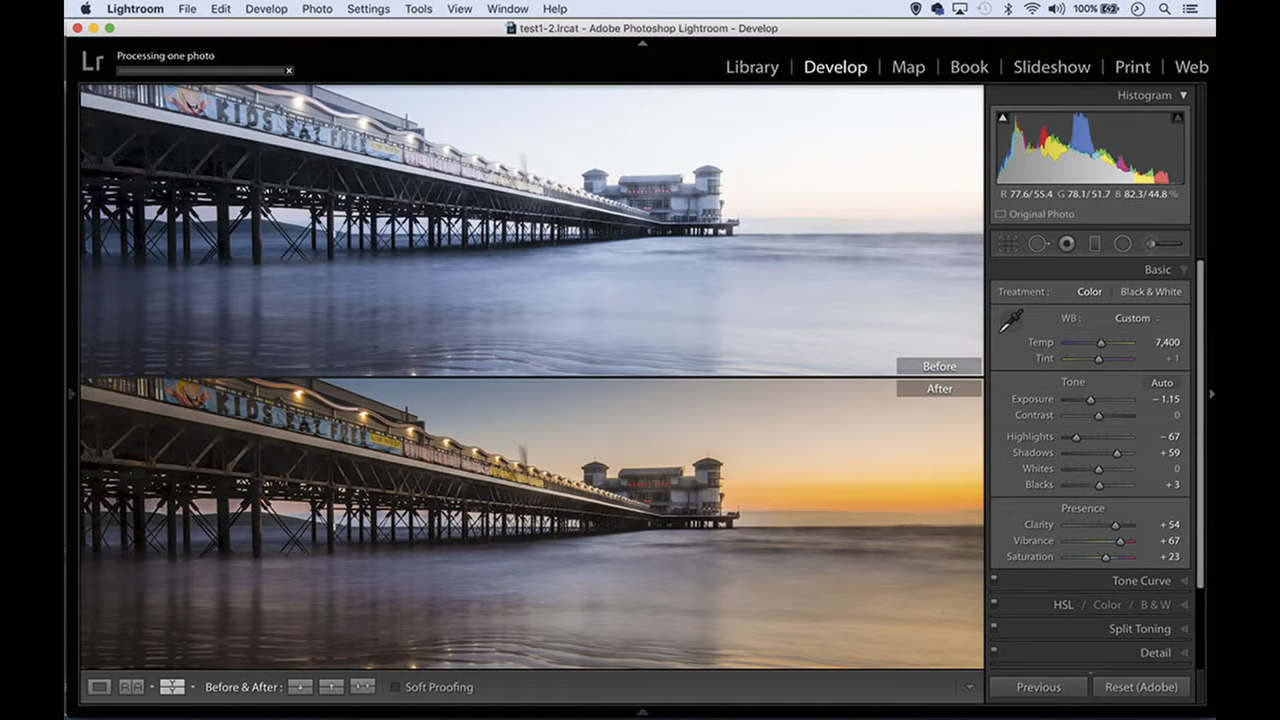 Lightroom File Edit Develop Photo Settings Tools View Window Help 100%
test1-2.lrcat - Adobe Photoshop Lightroom - Develop
Lr Processing one photo
Library | Develop | Map | Book | Slideshow | Print | Web
Histogram
R 77.6/55.4 G 78.1/51.7 B 82.3/44.8 %
Original Photo
KIDS EAT FREE
Basic
Treatment : Color | Black & White
WB : Custom
Temp 7,400
Tint + 1
Before
After
Tone Auto
Exposure − 1.15
Contrast 0
KIDS EAT FREE
Highlights − 67
Shadows + 59
Whites 0
Blacks + 3
Presence
Clarity + 54
Vibrance + 67
Saturation + 23
Tone Curve
HSL / Color / B & W
Split Toning
Detail
Before & After : Soft Proofing
Previous Reset (Adobe)